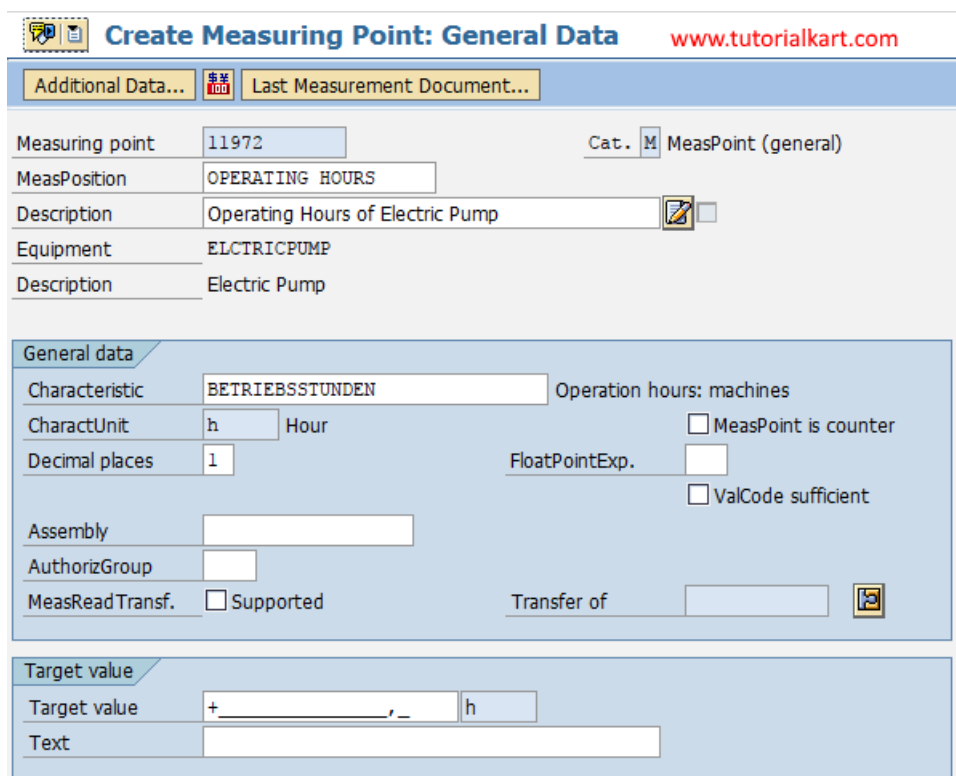 Create Measuring Point: General Data www.tutorialkart.com
Additional Data... Last Measurement Document...
Measuring point 11972 Cat. M MeasPoint (general)
MeasPosition OPERATING HOURS
Description Operating Hours of Electric Pump
Equipment ELCTRICPUMP
Description Electric Pump
General data
Characteristic BETRIEBSSTUNDEN Operation hours: machines
CharactUnit h Hour MeasPoint is counter
Decimal places 1 FloatPointExp.
ValCode sufficient
Assembly
AuthorizGroup
MeasReadTransf. Supported Transfer of
Target value
Target value +_______________,_ h
Text